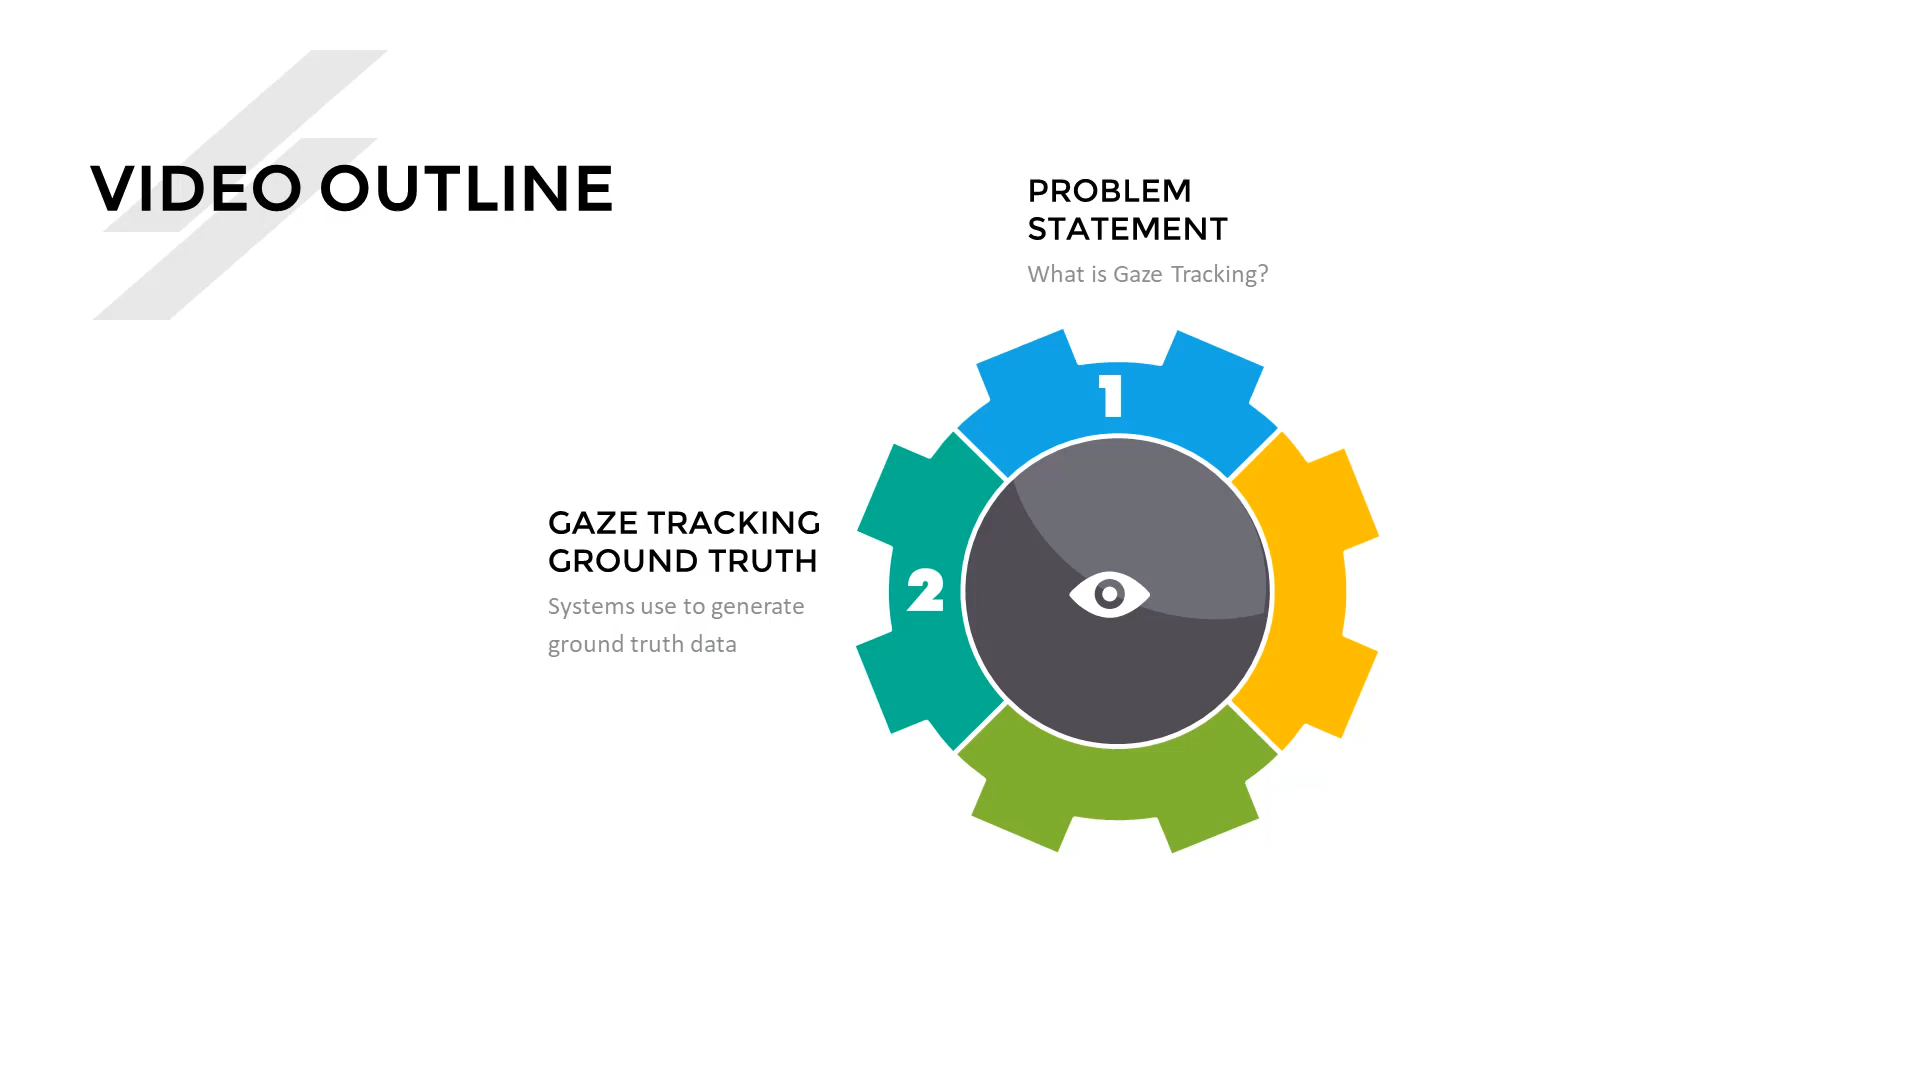 VIDEO OUTLINE
PROBLEM
STATEMENT
What is Gaze Tracking?
1
GAZE TRACKING
GROUND TRUTH
Systems use to generate
ground truth data
2